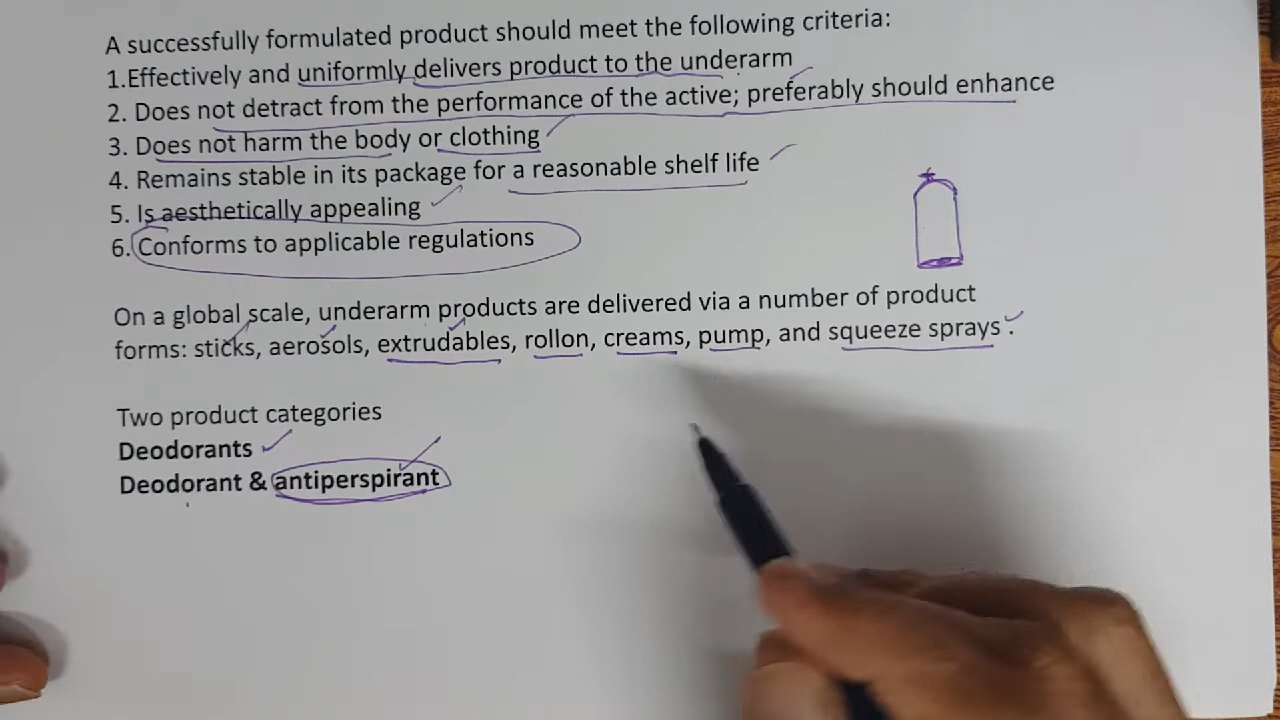 A successfully formulated product should meet the following criteria:
1.Effectively and uniformly delivers product to the underarm
2. Does not detract from the performance of the active; preferably should enhance
3. Does not harm the body or clothing
4. Remains stable in its package for a reasonable shelf life
5. Is aesthetically appealing
6. Conforms to applicable regulations
On a global scale, underarm products are delivered via a number of product
forms: sticks, aerosols, extrudables, rollon, creams, pump, and squeeze sprays .
Two product categories
Deodorants
Deodorant & antiperspirant